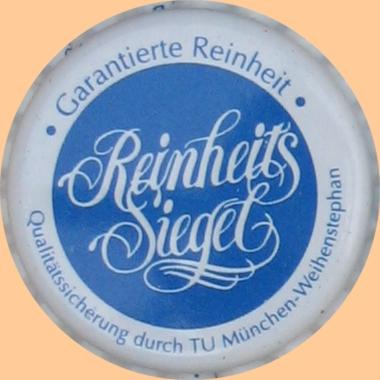 • Garantierte Reinheit •
Reinheits
Siegel
Qualitätssicherung durch TU München-Weihenstephan